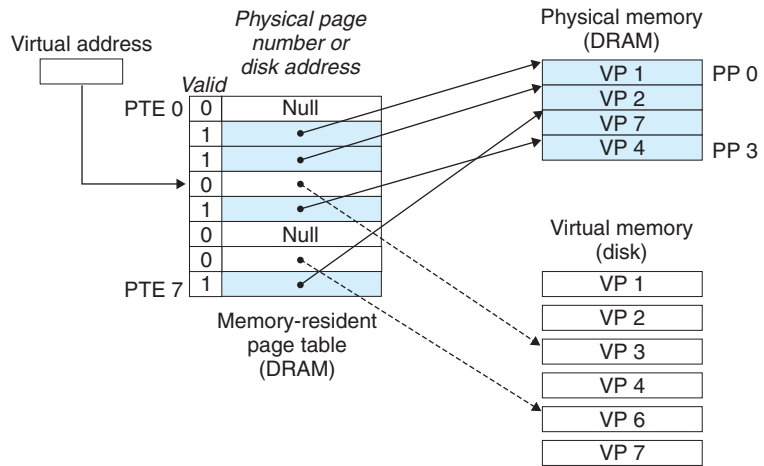 Virtual address
Physical page
number or
disk address
Valid
PTE 0
0
Null
1
1
0
1
0
Null
0
PTE 7
1
Memory-resident
page table
(DRAM)
Physical memory
(DRAM)
VP 1
PP 0
VP 2
VP 7
VP 4
PP 3
Virtual memory
(disk)
VP 1
VP 2
VP 3
VP 4
VP 6
VP 7